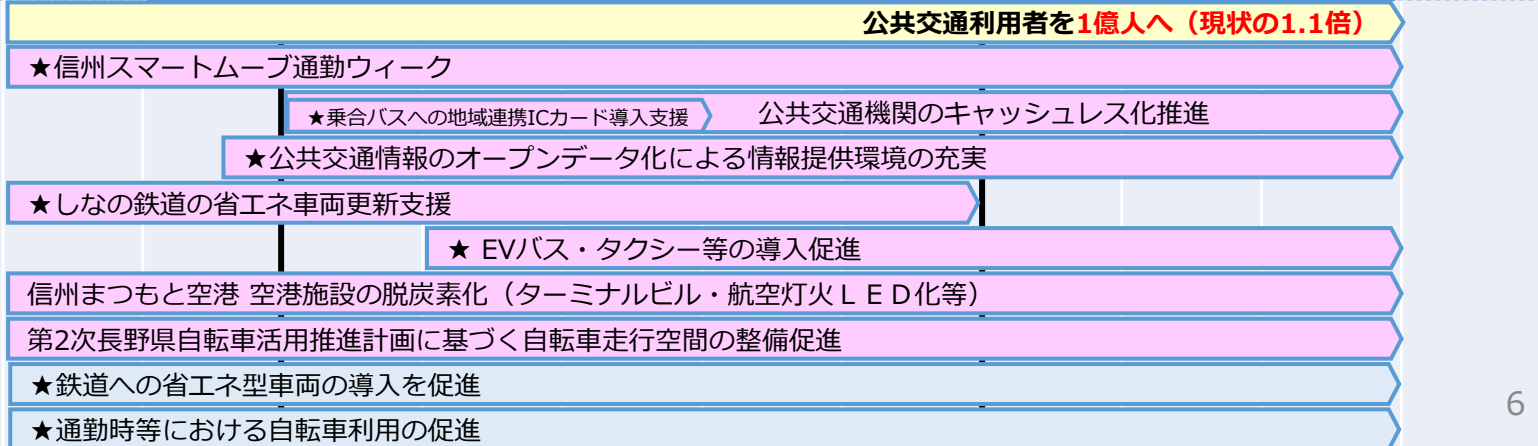 公共交通利用者を1億人へ（現状の1.1倍）
★信州スマートムーブ通勤ウィーク
★乗合バスへの地域連携ICカード導入支援 公共交通機関のキャッシュレス化推進
★公共交通情報のオープンデータ化による情報提供環境の充実
★しなの鉄道の省エネ車両更新支援
★ EVバス・タクシー等の導入促進
信州まつもと空港 空港施設の脱炭素化（ターミナルビル・航空灯火ＬＥＤ化等）
第2次長野県自転車活用推進計画に基づく自転車走行空間の整備促進
★鉄道への省エネ型車両の導入を促進
★通勤時等における自転車利用の促進
6